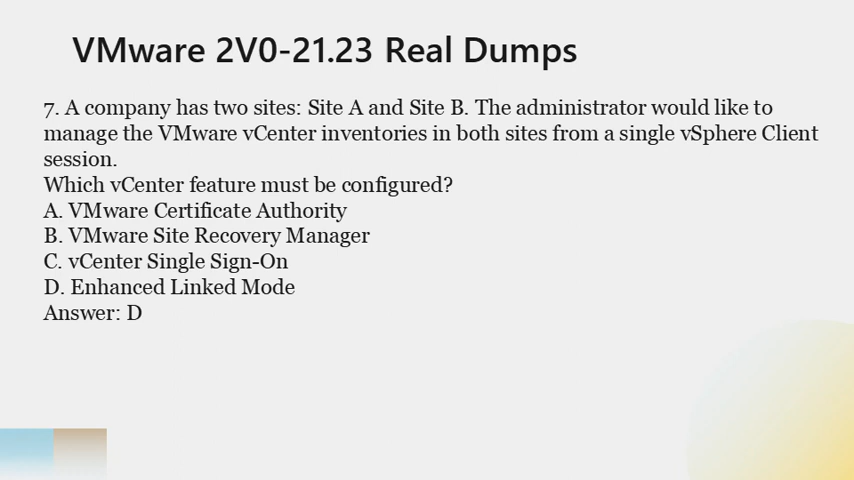 VMware 2V0-21.23 Real Dumps
7. A company has two sites: Site A and Site B. The administrator would like to
manage the VMware vCenter inventories in both sites from a single vSphere Client
session.
Which vCenter feature must be configured?
A. VMware Certificate Authority
B. VMware Site Recovery Manager
C. vCenter Single Sign-On
D. Enhanced Linked Mode
Answer: D